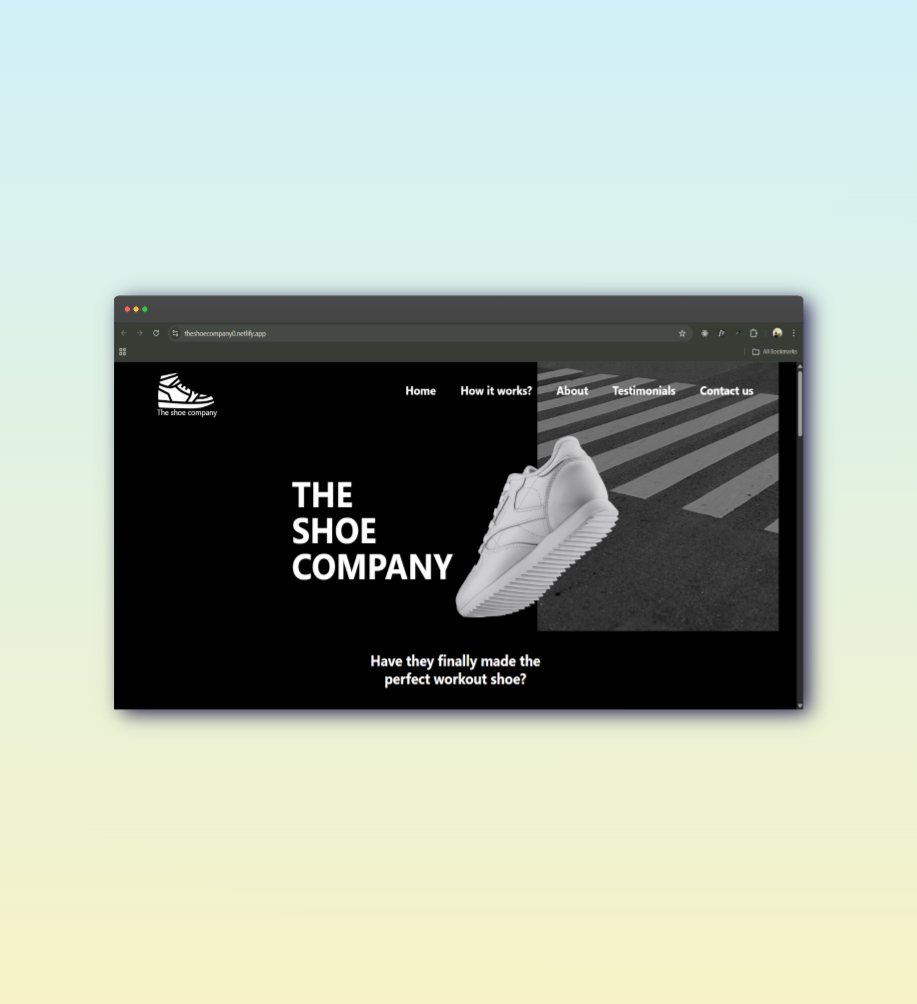 theshoecompany0.netlify.app
All Bookmarks
The shoe company
Home How it works? About Testimonials Contact us
THE
SHOE
COMPANY
Have they finally made the
perfect workout shoe?